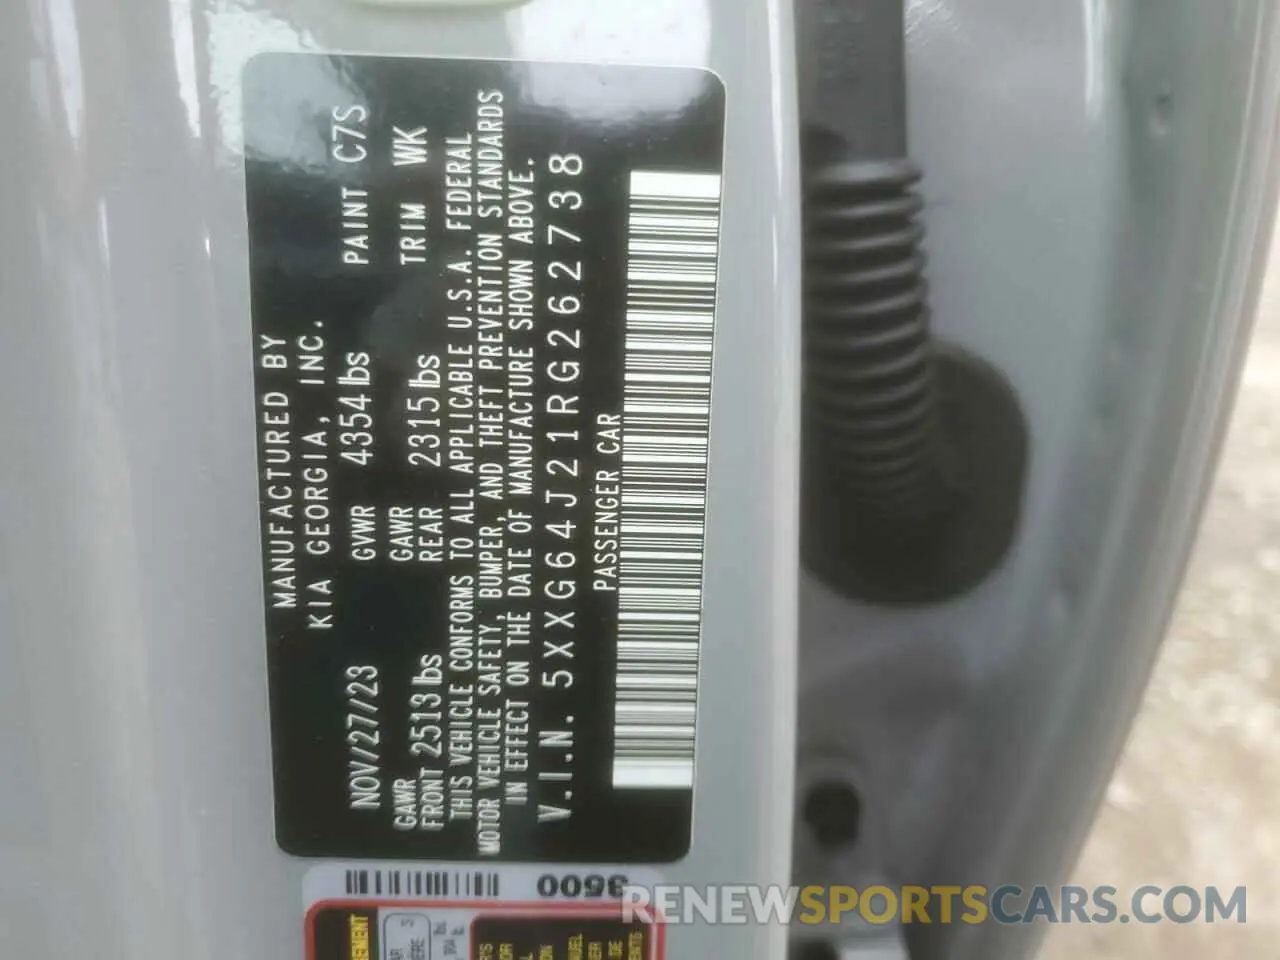 MANUFACTURED BY
KIA GEORGIA, INC.
NOV/27/23 GVWR 4354 lbs PAINT C7S
GAWR FRONT 2513 lbs GAWR REAR 2315 lbs TRIM WK
THIS VEHICLE CONFORMS TO ALL APPLICABLE U.S.A. FEDERAL
MOTOR VEHICLE SAFETY, BUMPER, AND THEFT PREVENTION STANDARDS
IN EFFECT ON THE DATE OF MANUFACTURE SHOWN ABOVE.
V.I.N. 5XXG64J21RG262738
PASSENGER CAR
3500
RENEWSPORTSCARS.COM